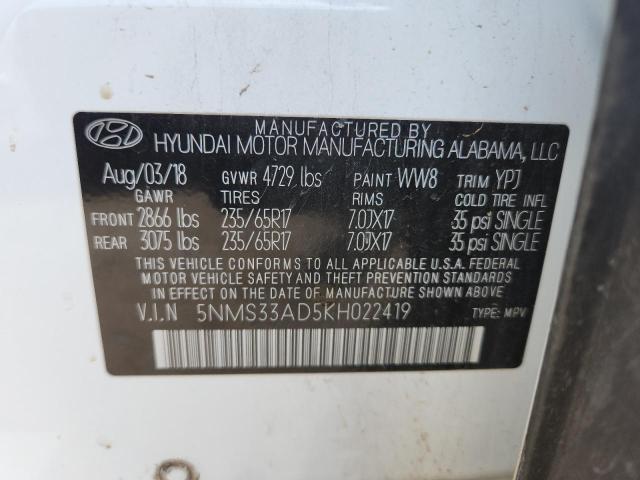 MANUFACTURED BY
HYUNDAI MOTOR MANUFACTURING ALABAMA, LLC
Aug/03/18 GVWR 4729 lbs PAINT WW8 TRIM YPJ
GAWR TIRES RIMS COLD TIRE INFL
FRONT 2866 lbs 235/65R17 7.0JX17 35 psi SINGLE
REAR 3075 lbs 235/65R17 7.0JX17 35 psi SINGLE
THIS VEHICLE CONFORMS TO ALL APPLICABLE U.S.A. FEDERAL
MOTOR VEHICLE SAFETY AND THEFT PREVENTION STANDARDS
IN EFFECT ON THE DATE OF MANUFACTURE SHOWN ABOVE.
V.I.N 5NMS33AD5KH022419 TYPE: MPV